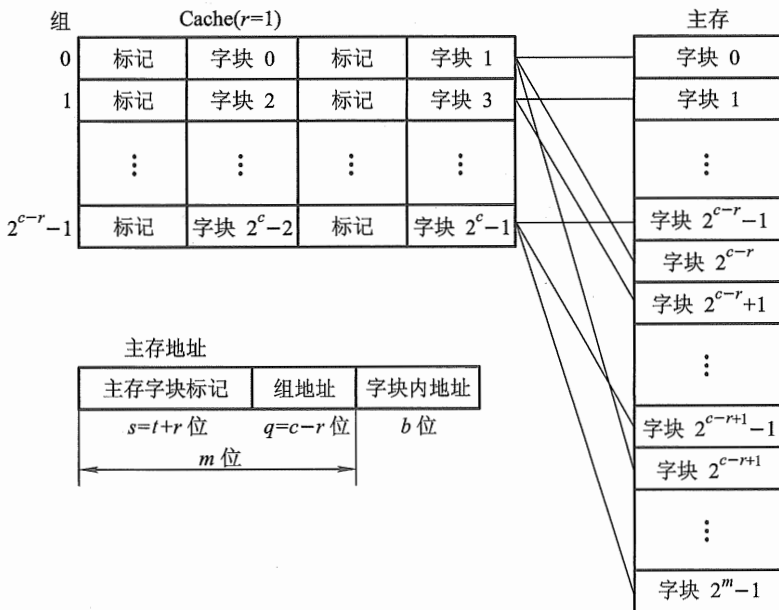 组 Cache(r=1) 主存
0 标记 字块 0 标记 字块 1 字块 0
1 标记 字块 2 标记 字块 3 字块 1
⋮ ⋮ ⋮ ⋮ ⋮
2^{c-r}-1 标记 字块 2^c-2 标记 字块 2^c-1 字块 2^{c-r}-1
字块 2^{c-r}
字块 2^{c-r}+1
⋮
字块 2^{c-r+1}-1
字块 2^{c-r+1}
⋮
字块 2^m-1
主存地址
主存字块标记 组地址 字块内地址
s=t+r 位 q=c-r 位 b 位
m 位